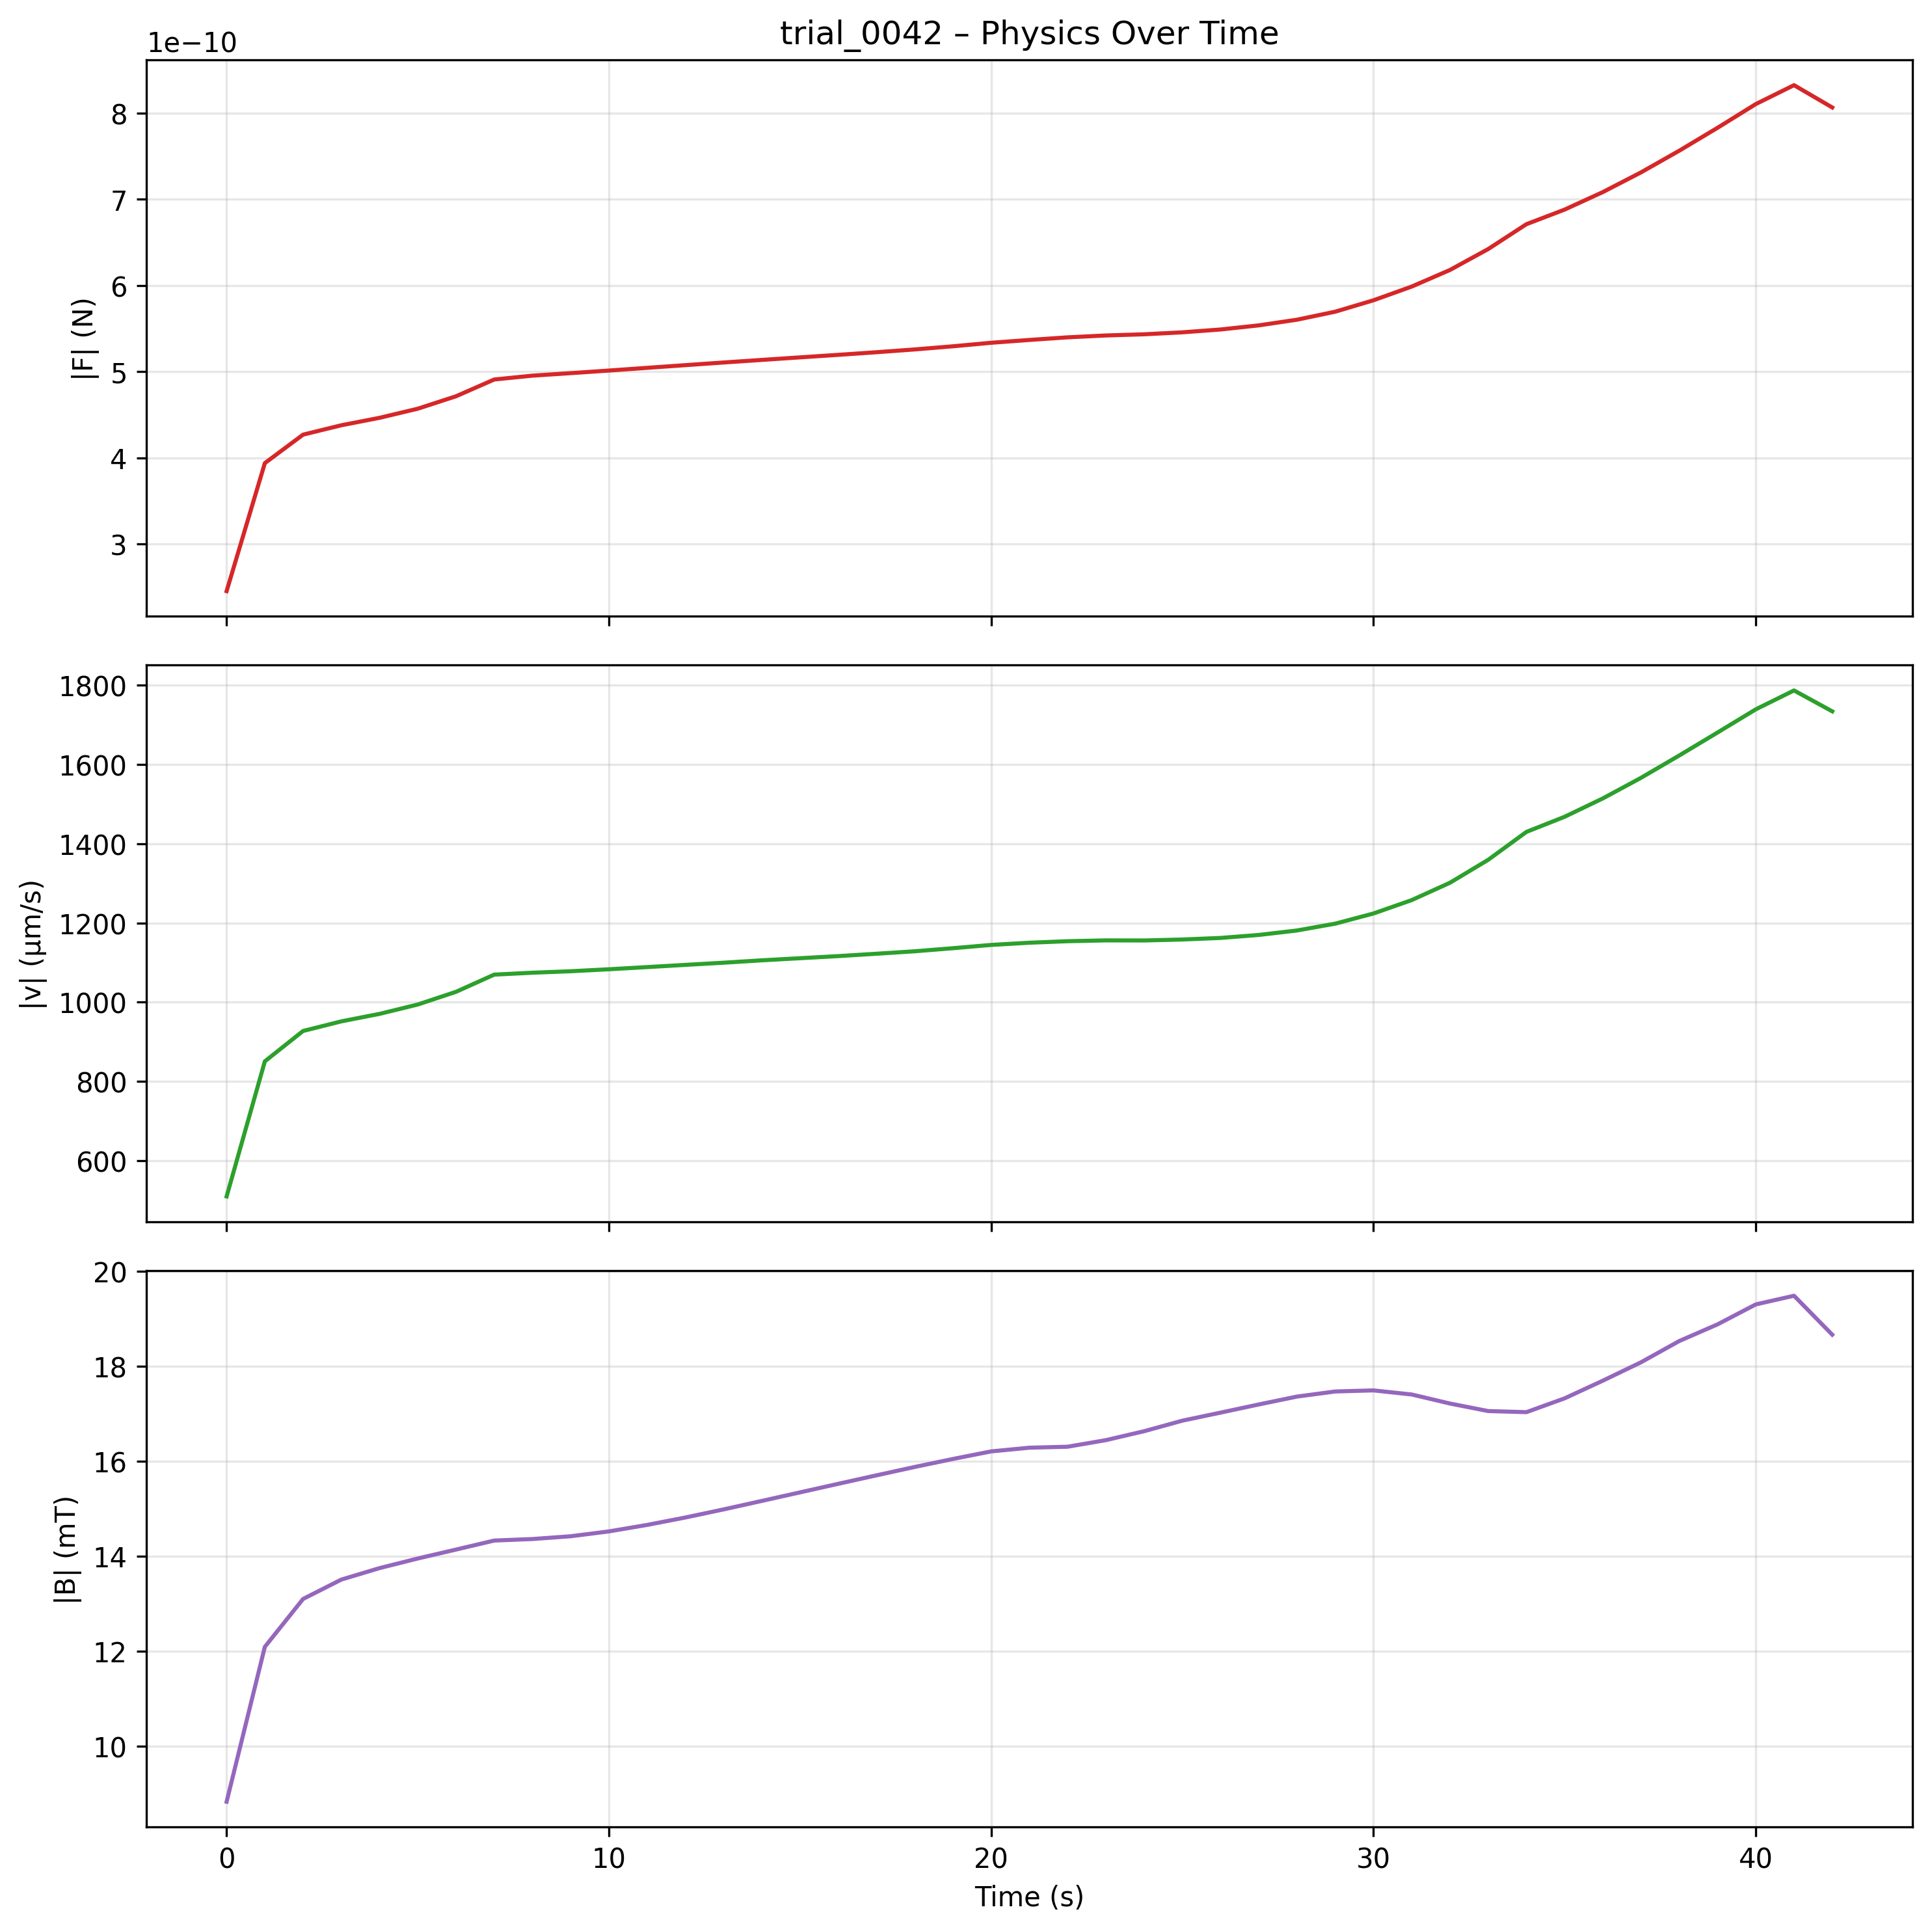 trial_0042 – Physics Over Time
1e−10
8
7
6
5
4
3
|F| (N)
1800
1600
1400
1200
1000
800
600
|v| (μm/s)
20
18
16
14
12
10
|B| (mT)
0 10 20 30 40
Time (s)